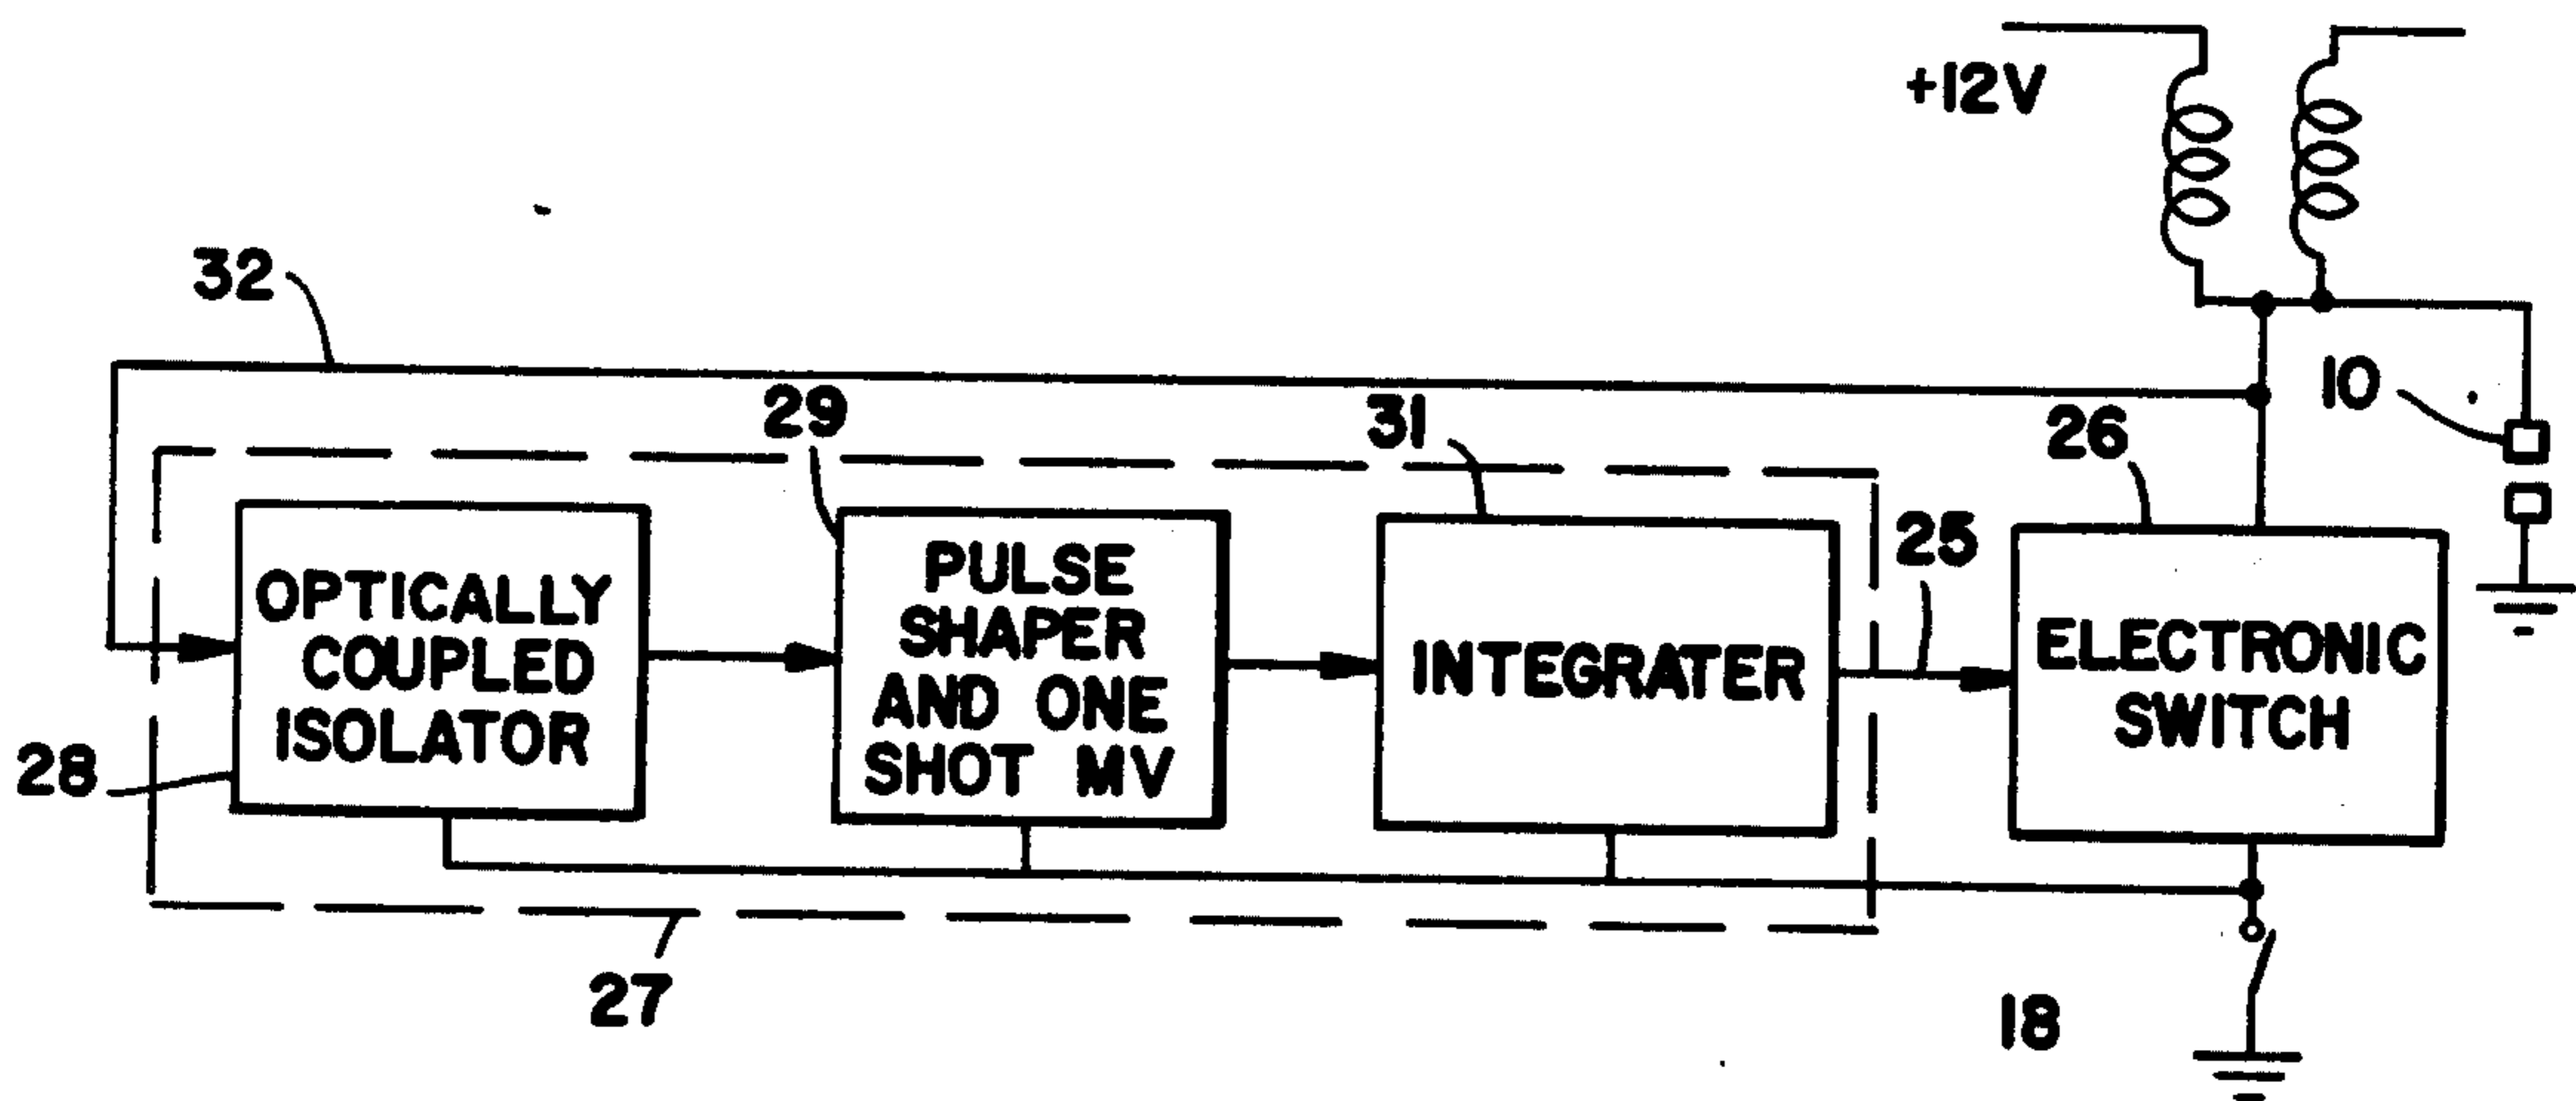 +12V
32
10
29
31
26
25
OPTICALLY
COUPLED
ISOLATOR
PULSE
SHAPER
AND ONE
SHOT MV
INTEGRATER
ELECTRONIC
SWITCH
28
27
18